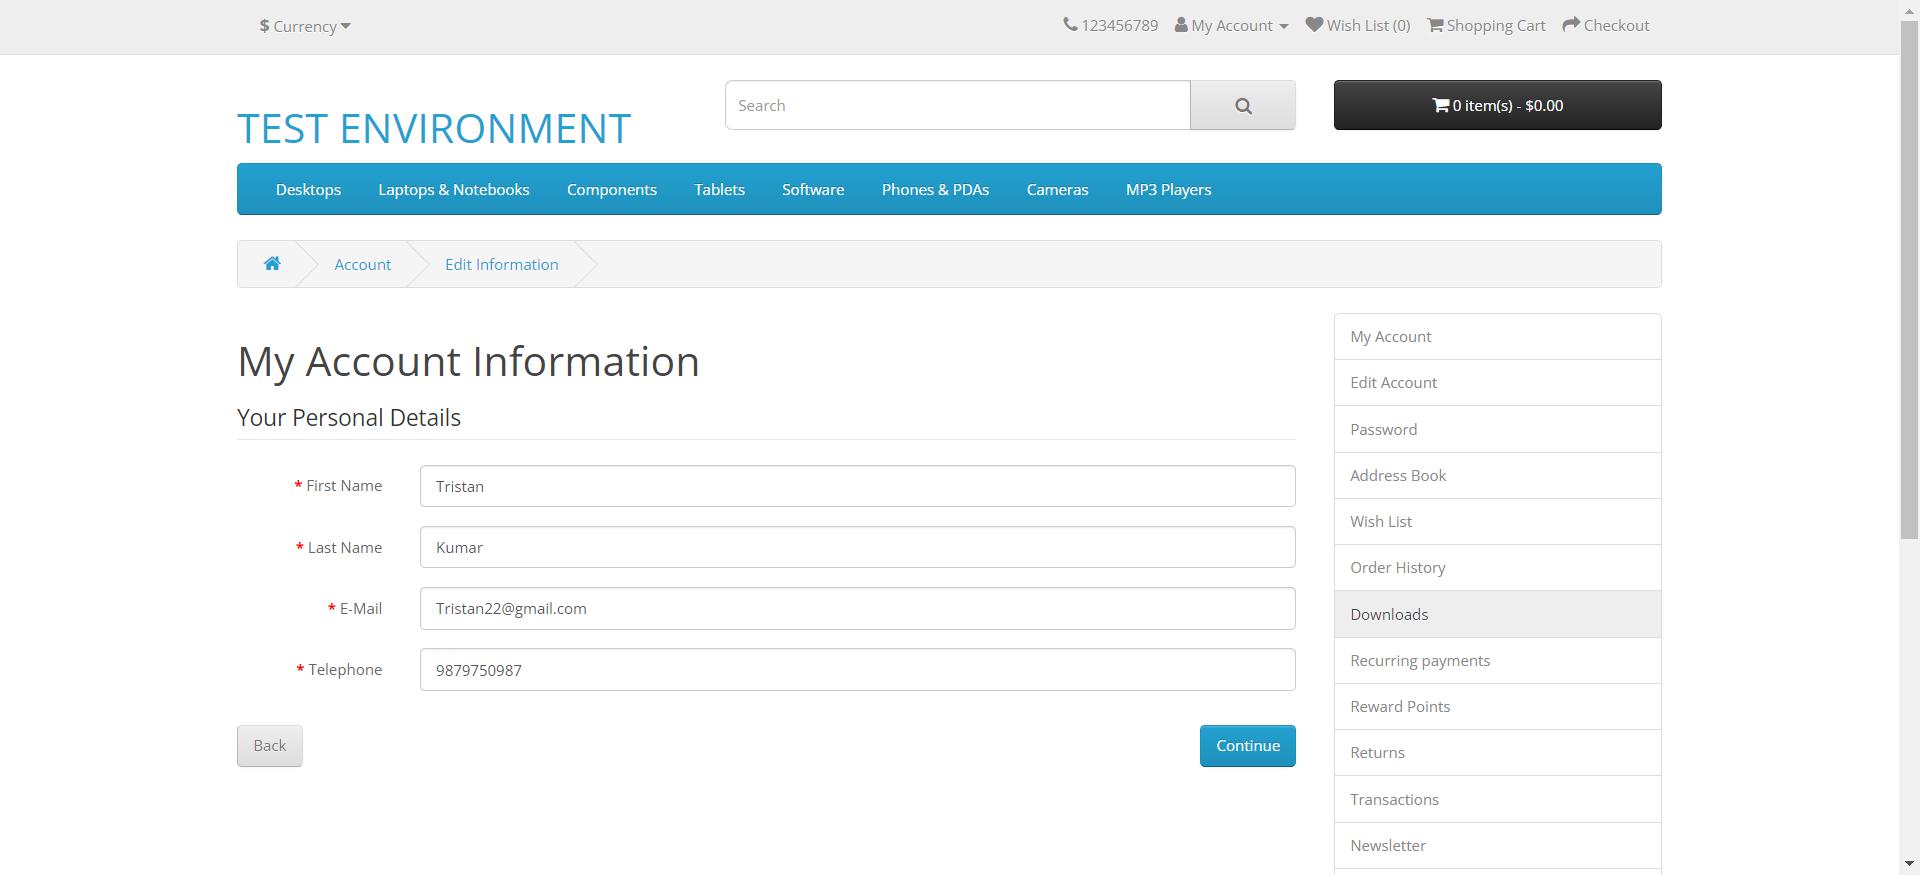 $ Currency
123456789 My Account Wish List (0) Shopping Cart Checkout
TEST ENVIRONMENT
Search
0 item(s) - $0.00
Desktops Laptops & Notebooks Components Tablets Software Phones & PDAs Cameras MP3 Players
Account Edit Information
My Account Information
Your Personal Details
* First Name Tristan
* Last Name Kumar
* E-Mail Tristan22@gmail.com
* Telephone 9879750987
Back Continue
My Account
Edit Account
Password
Address Book
Wish List
Order History
Downloads
Recurring payments
Reward Points
Returns
Transactions
Newsletter